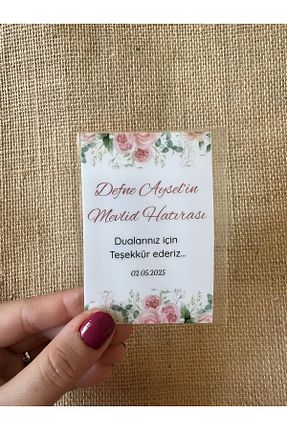 Defne Aysel'in
Mevlid Hatırası
Dualarınız için
Teşekkür ederiz...
02.05.2025